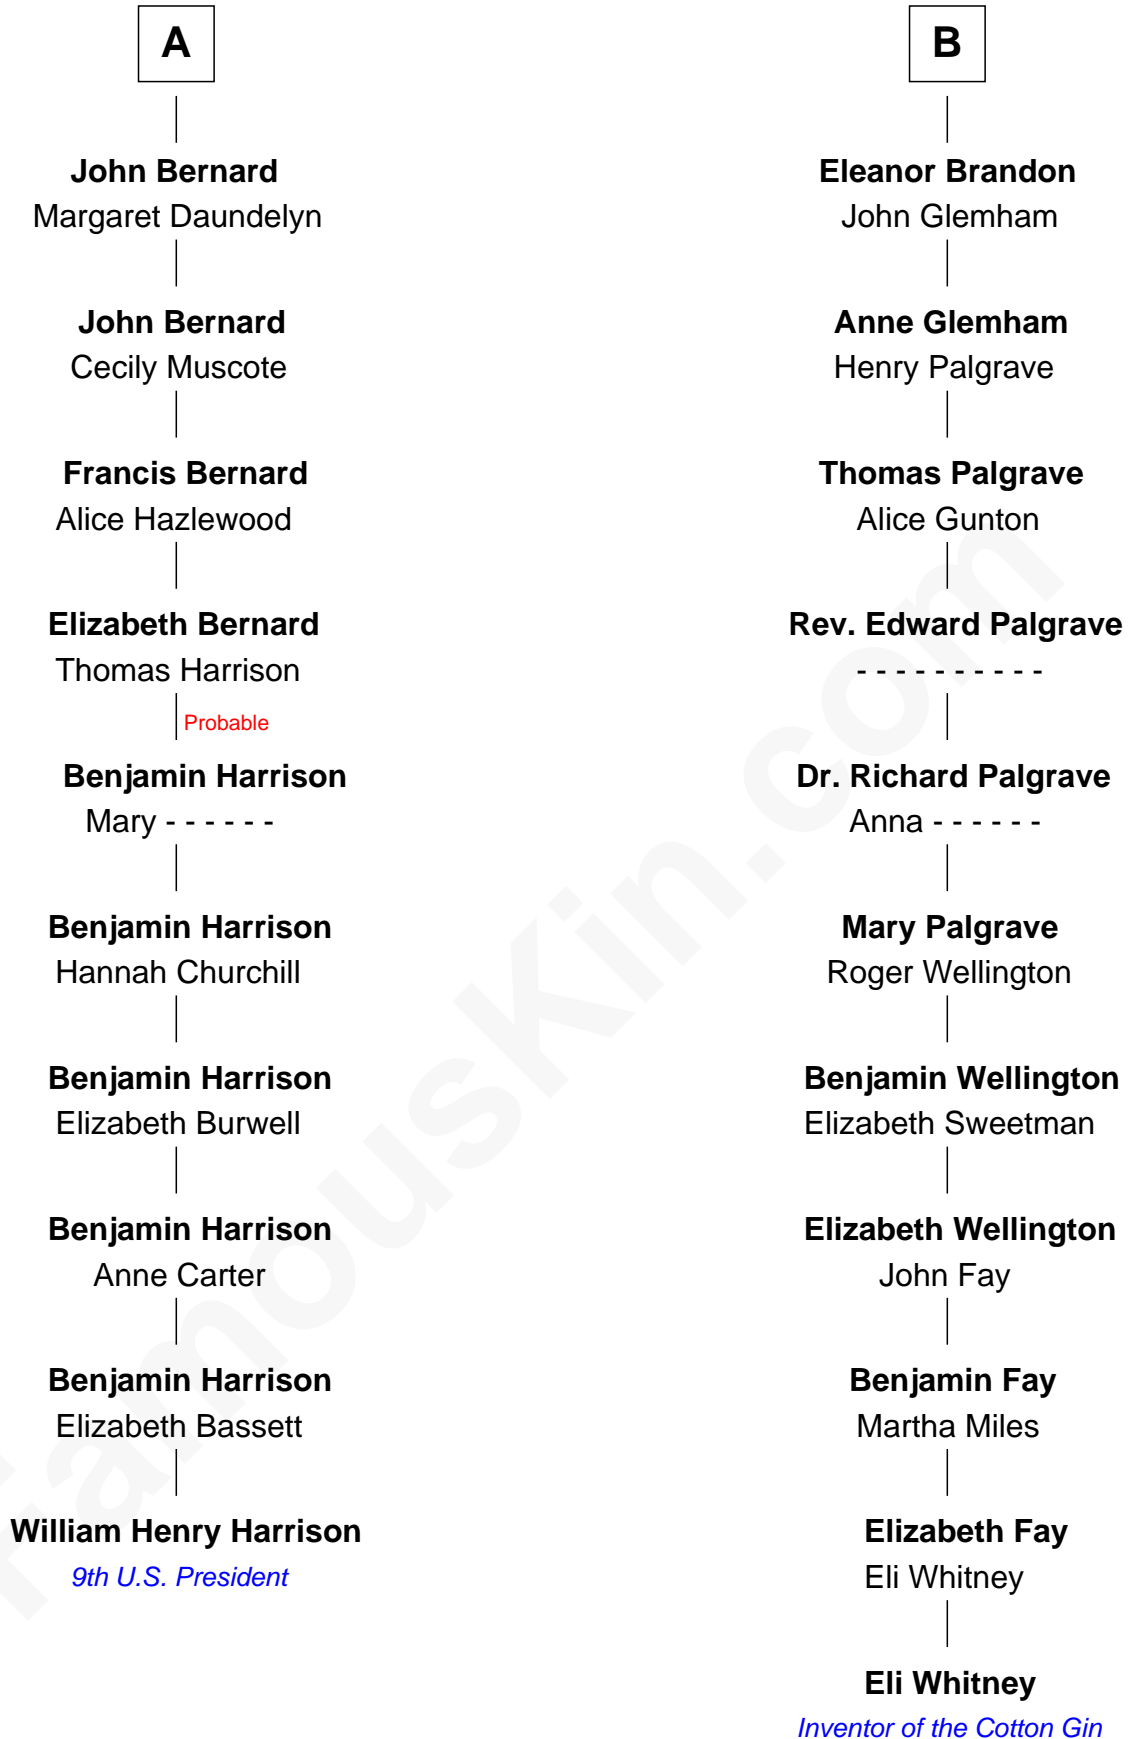 A
John Bernard
Margaret Daundelyn
John Bernard
Cecily Muscote
Francis Bernard
Alice Hazlewood
Elizabeth Bernard
Thomas Harrison
Probable
Benjamin Harrison
Mary - - - - - -
Benjamin Harrison
Hannah Churchill
Benjamin Harrison
Elizabeth Burwell
Benjamin Harrison
Anne Carter
Benjamin Harrison
Elizabeth Bassett
William Henry Harrison
9th U.S. President
B
Eleanor Brandon
John Glemham
Anne Glemham
Henry Palgrave
Thomas Palgrave
Alice Gunton
Rev. Edward Palgrave
- - - - - - - - - -
Dr. Richard Palgrave
Anna - - - - - -
Mary Palgrave
Roger Wellington
Benjamin Wellington
Elizabeth Sweetman
Elizabeth Wellington
John Fay
Benjamin Fay
Martha Miles
Elizabeth Fay
Eli Whitney
Eli Whitney
Inventor of the Cotton Gin
FamousKin.com